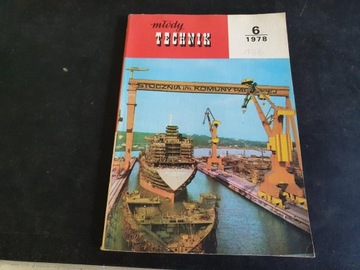 młody
TECHNIK
6
1978
STOCZNIA im. KOMUNY PARYSKIEJ